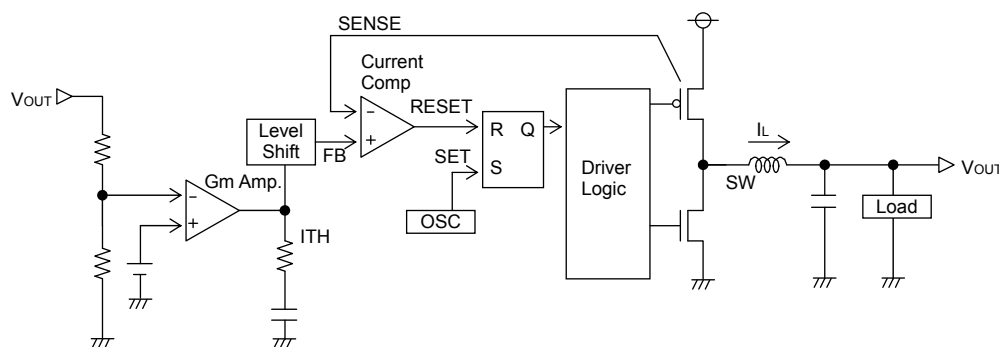 SENSE
Current
Comp
VOUT
RESET
Level
Shift
FB
R Q
S
SET
IL
Gm Amp.
Driver
Logic
SW
VOUT
OSC
Load
ITH
-
+
-
+